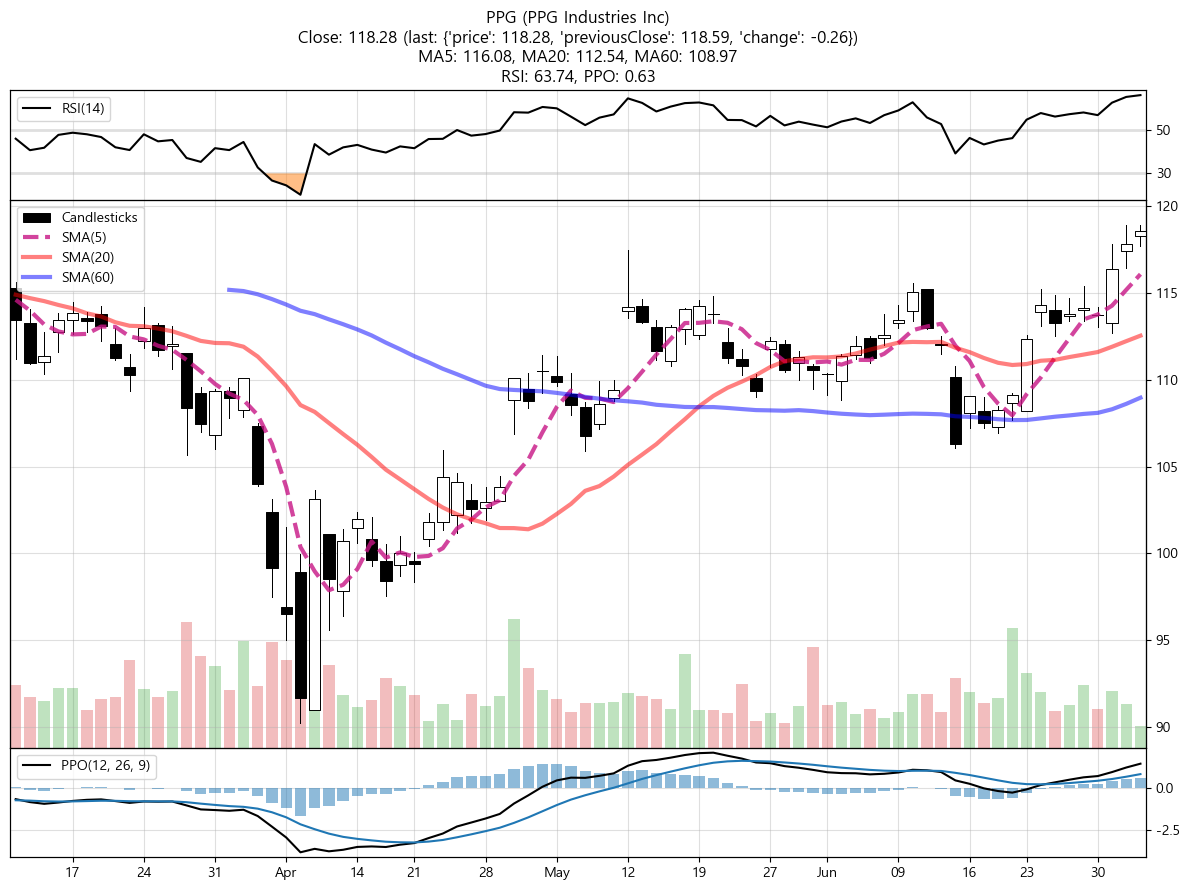 PPG (PPG Industries Inc)
Close: 118.28 (last: {'price': 118.28, 'previousClose': 118.59, 'change': -0.26})
MA5: 116.08, MA20: 112.54, MA60: 108.97
RSI: 63.74, PPO: 0.63
RSI(14)
50
30
Candlesticks
SMA(5)
SMA(20)
SMA(60)
120
115
110
105
100
95
90
PPO(12, 26, 9)
0.0
−2.5
17 24 31 Apr 14 21 28 May 12 19 27 Jun 09 16 23 30